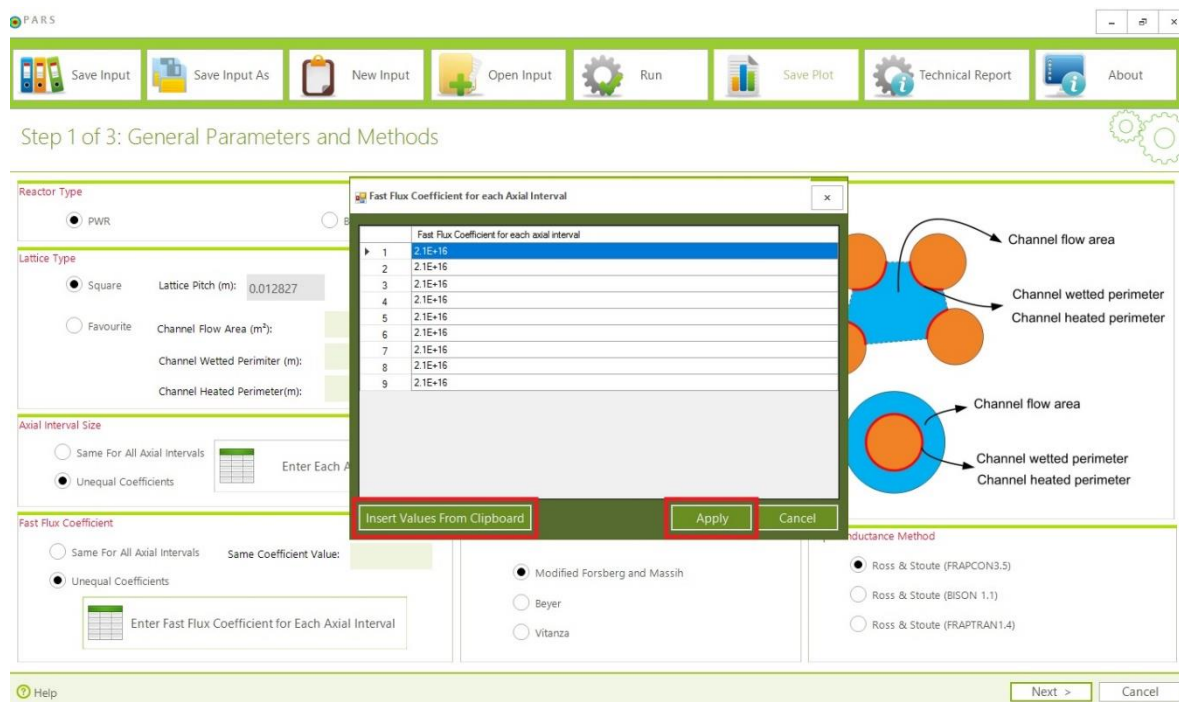 PARS
Save Input
Save Input As
New Input
Open Input
Run
Save Plot
Technical Report
About
Step 1 of 3: General Parameters and Methods
Reactor Type
PWR
Lattice Type
Square
Lattice Pitch (m):
0.012827
Favourite
Channel Flow Area (m²):
Channel Wetted Perimiter (m):
Channel Heated Perimeter(m):
Axial Interval Size
Same For All Axial Intervals
Unequal Coefficients
Enter Each A
Fast Flux Coefficient
Same For All Axial Intervals
Same Coefficient Value:
Unequal Coefficients
Enter Fast Flux Coefficient for Each Axial Interval
Fast Flux Coefficient for each Axial Interval
Fast Flux Coefficient for each axial interval
1 2.1E+16
2 2.1E+16
3 2.1E+16
4 2.1E+16
5 2.1E+16
6 2.1E+16
7 2.1E+16
8 2.1E+16
9 2.1E+16
Insert Values From Clipboard
Apply
Cancel
Modified Forsberg and Massih
Beyer
Vitanza
Channel flow area
Channel wetted perimeter
Channel heated perimeter
Channel flow area
Channel wetted perimeter
Channel heated perimeter
Ross & Stoute (FRAPCON3.5)
Ross & Stoute (BISON 1.1)
Ross & Stoute (FRAPTRAN1.4)
Help
Next >
Cancel